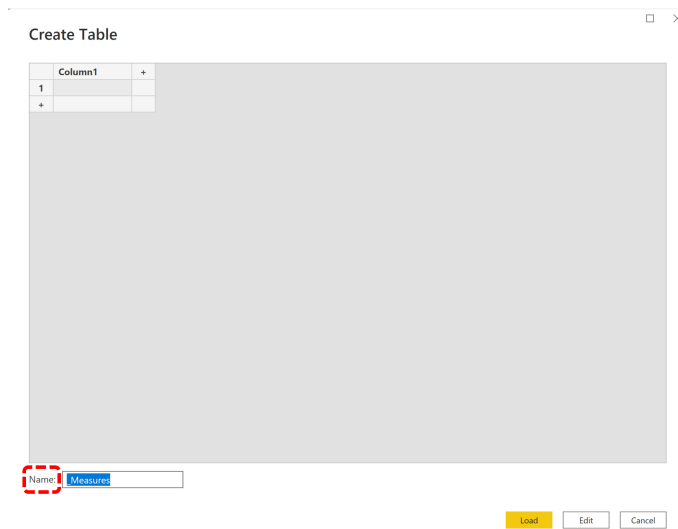 Create Table
Column1 +
1
+
Name: _Measures
Load Edit Cancel